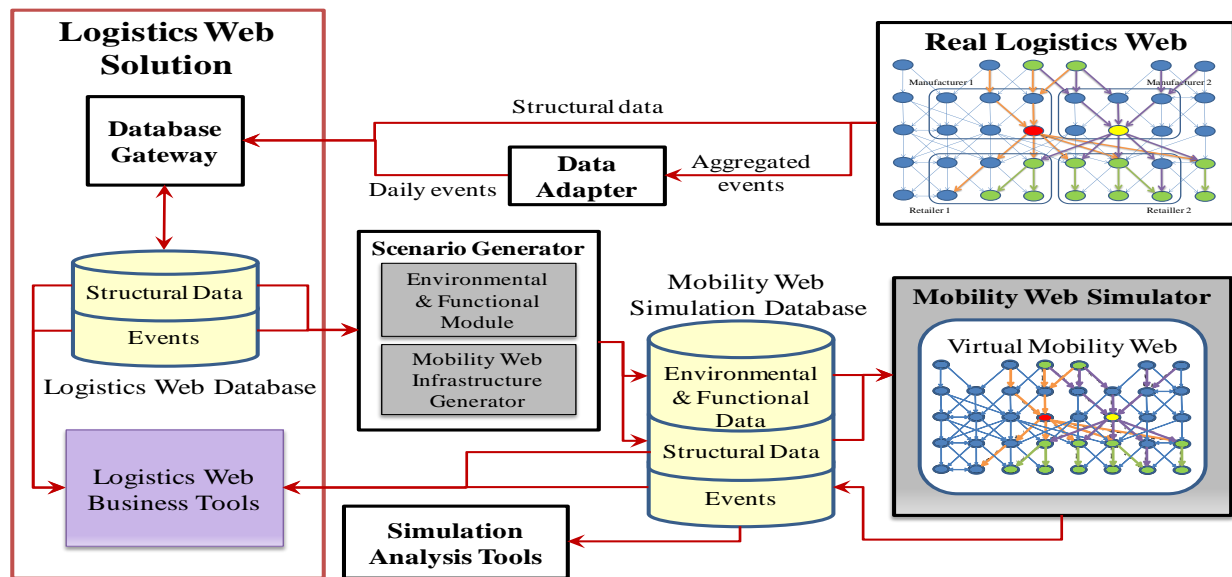 Logistics Web
Solution
Database
Gateway
Structural Data
Events
Logistics Web Database
Logistics Web
Business Tools
Structural data
Data
Adapter
Daily events
Aggregated
events
Real Logistics Web
Manufacturer 1
Manufacturer 2
Retailer 1
Retailler 2
Scenario Generator
Environmental
& Functional
Module
Mobility Web
Infrastructure
Generator
Mobility Web
Simulation Database
Environmental
& Functional
Data
Structural Data
Events
Simulation
Analysis Tools
Mobility Web Simulator
Virtual Mobility Web